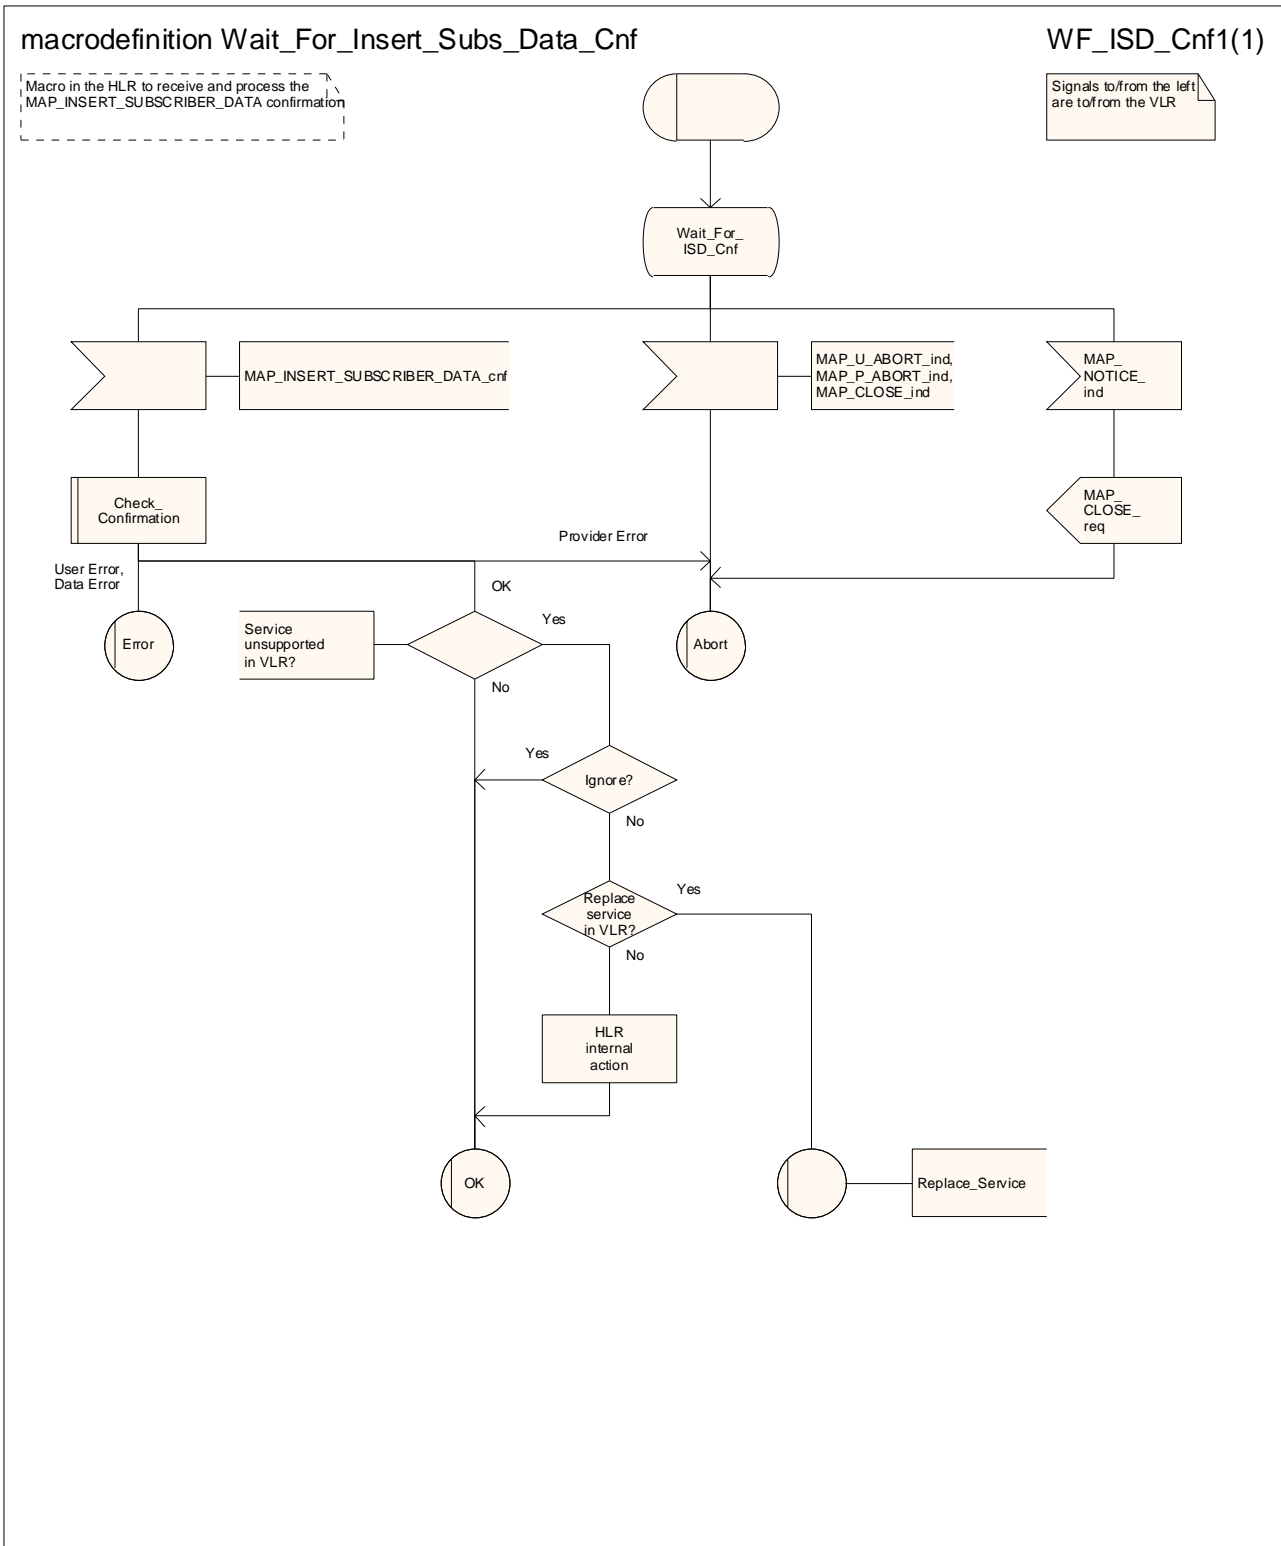 macrodefinition Wait_For_Insert_Subs_Data_Cnf
WF_ISD_Cnf1(1)
Macro in the HLR to receive and process the
MAP_INSERT_SUBSCRIBER_DATA confirmation
Signals to/from the left
are to/from the VLR
Wait_For_
ISD_Cnf
MAP_INSERT_SUBSCRIBER_DATA_cnf
MAP_U_ABORT_ind,
MAP_P_ABORT_ind,
MAP_CLOSE_ind
MAP_
NOTICE_
ind
Check_
Confirmation
MAP_
CLOSE_
req
Provider Error
User Error,
Data Error
OK
Error
Service
unsupported
in VLR?
Yes
Abort
No
Yes
Ignore?
No
Replace
service
in VLR?
Yes
No
HLR
internal
action
OK
Replace_Service